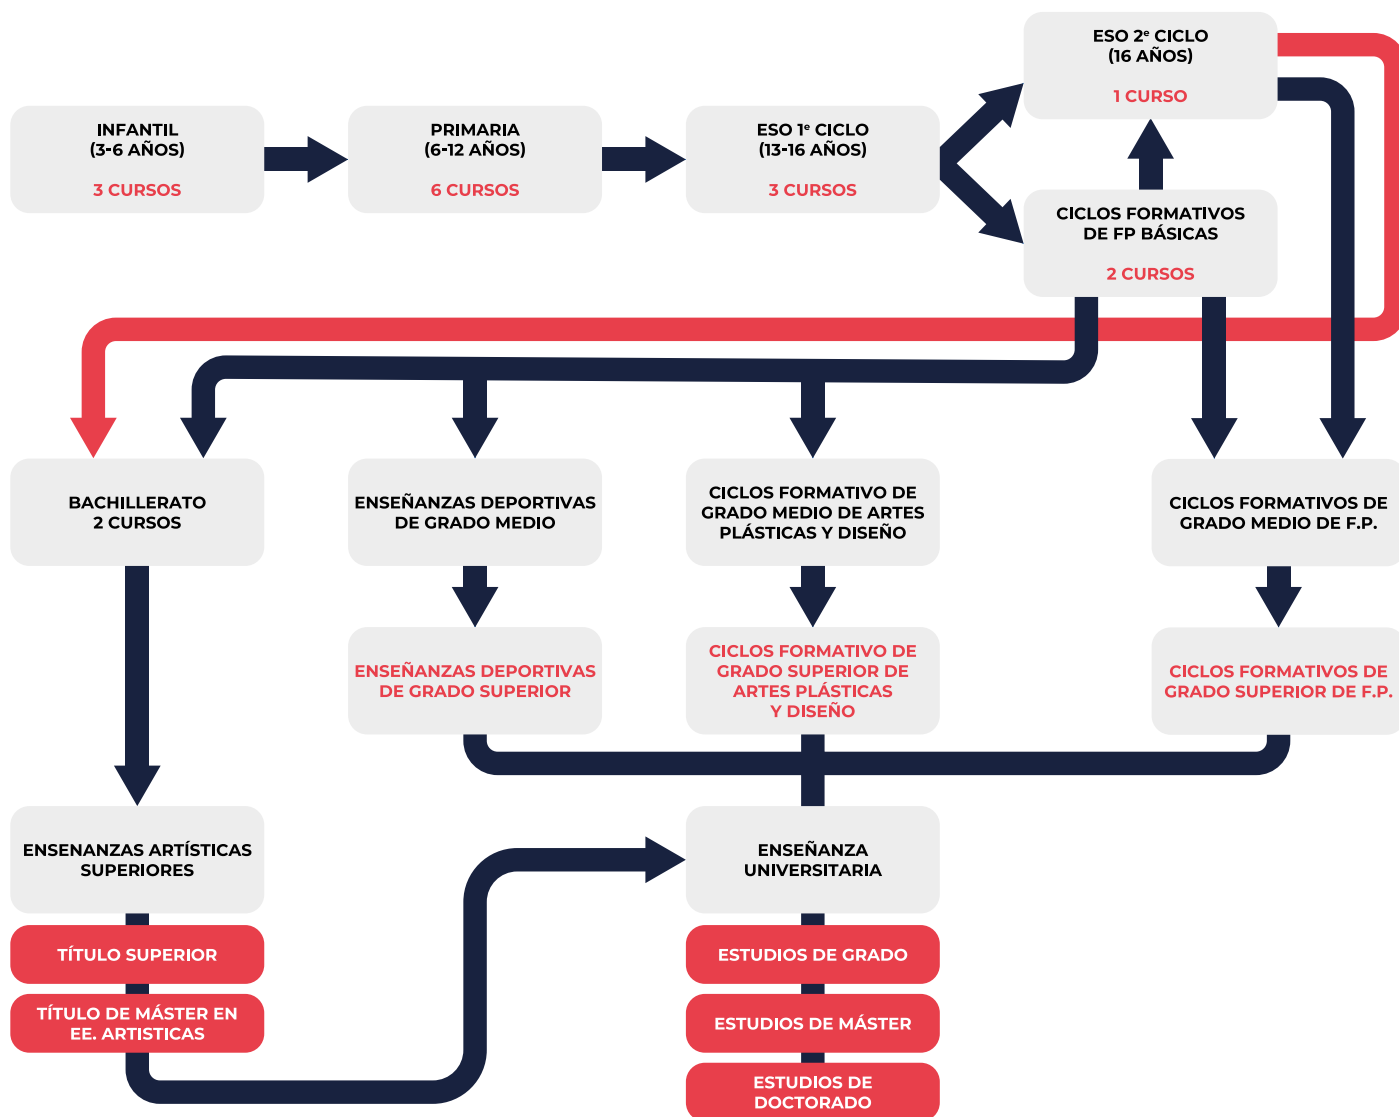 ESO 2º CICLO
(16 AÑOS)
1 CURSO
INFANTIL
(3-6 AÑOS)
3 CURSOS
PRIMARIA
(6-12 AÑOS)
6 CURSOS
ESO 1º CICLO
(13-16 AÑOS)
3 CURSOS
CICLOS FORMATIVOS
DE FP BÁSICAS
2 CURSOS
BACHILLERATO
2 CURSOS
ENSEÑANZAS DEPORTIVAS
DE GRADO MEDIO
CICLOS FORMATIVO DE
GRADO MEDIO DE ARTES
PLÁSTICAS Y DISEÑO
CICLOS FORMATIVOS DE
GRADO MEDIO DE F.P.
ENSEÑANZAS DEPORTIVAS
DE GRADO SUPERIOR
CICLOS FORMATIVO DE
GRADO SUPERIOR DE
ARTES PLÁSTICAS
Y DISEÑO
CICLOS FORMATIVOS DE
GRADO SUPERIOR DE F.P.
ENSENANZAS ARTÍSTICAS
SUPERIORES
TÍTULO SUPERIOR
TÍTULO DE MÁSTER EN
EE. ARTISTICAS
ENSEÑANZA
UNIVERSITARIA
ESTUDIOS DE GRADO
ESTUDIOS DE MÁSTER
ESTUDIOS DE
DOCTORADO